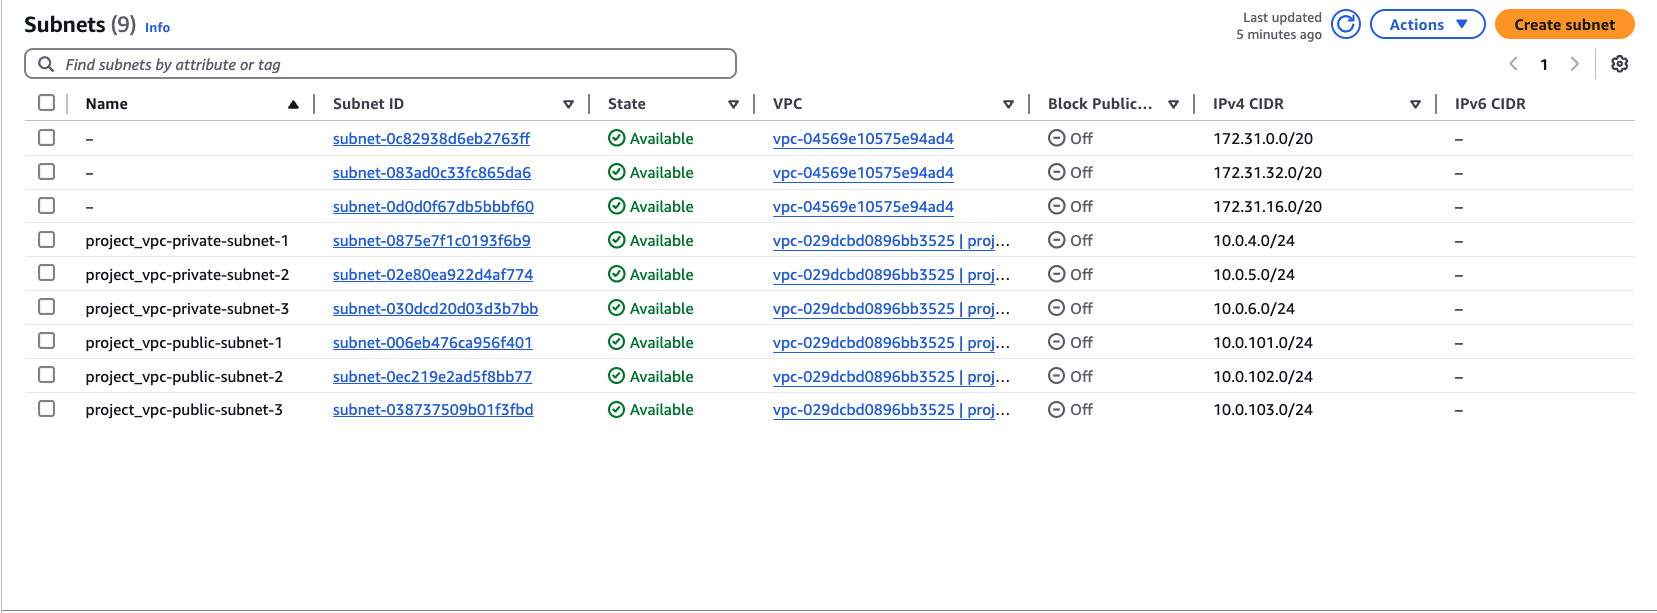 Subnets (9) Info
Last updated
5 minutes ago
Actions
Create subnet
Find subnets by attribute or tag
1
Name Subnet ID State VPC Block Public... IPv4 CIDR IPv6 CIDR
– subnet-0c82938d6eb2763ff Available vpc-04569e10575e94ad4 Off 172.31.0.0/20 –
– subnet-083ad0c33fc865da6 Available vpc-04569e10575e94ad4 Off 172.31.32.0/20 –
– subnet-0d0d0f67db5bbbf60 Available vpc-04569e10575e94ad4 Off 172.31.16.0/20 –
project_vpc-private-subnet-1 subnet-0875e7f1c0193f6b9 Available vpc-029dcbd0896bb3525 | proj... Off 10.0.4.0/24 –
project_vpc-private-subnet-2 subnet-02e80ea922d4af774 Available vpc-029dcbd0896bb3525 | proj... Off 10.0.5.0/24 –
project_vpc-private-subnet-3 subnet-030dcd20d03d3b7bb Available vpc-029dcbd0896bb3525 | proj... Off 10.0.6.0/24 –
project_vpc-public-subnet-1 subnet-006eb476ca956f401 Available vpc-029dcbd0896bb3525 | proj... Off 10.0.101.0/24 –
project_vpc-public-subnet-2 subnet-0ec219e2ad5f8bb77 Available vpc-029dcbd0896bb3525 | proj... Off 10.0.102.0/24 –
project_vpc-public-subnet-3 subnet-038737509b01f3fbd Available vpc-029dcbd0896bb3525 | proj... Off 10.0.103.0/24 –